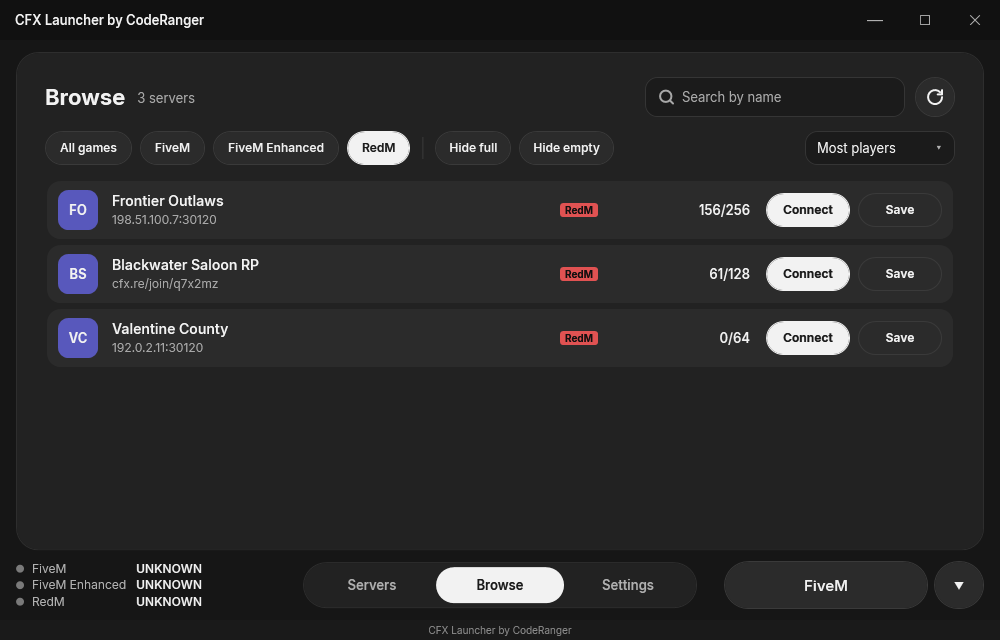 CFX Launcher by CodeRanger
Browse 3 servers
Search by name
All games FiveM FiveM Enhanced RedM Hide full Hide empty Most players
FO Frontier Outlaws
198.51.100.7:30120
RedM 156/256 Connect Save
BS Blackwater Saloon RP
cfx.re/join/q7x2mz
RedM 61/128 Connect Save
VC Valentine County
192.0.2.11:30120
RedM 0/64 Connect Save
FiveM UNKNOWN
FiveM Enhanced UNKNOWN
RedM UNKNOWN
Servers Browse Settings
FiveM
CFX Launcher by CodeRanger